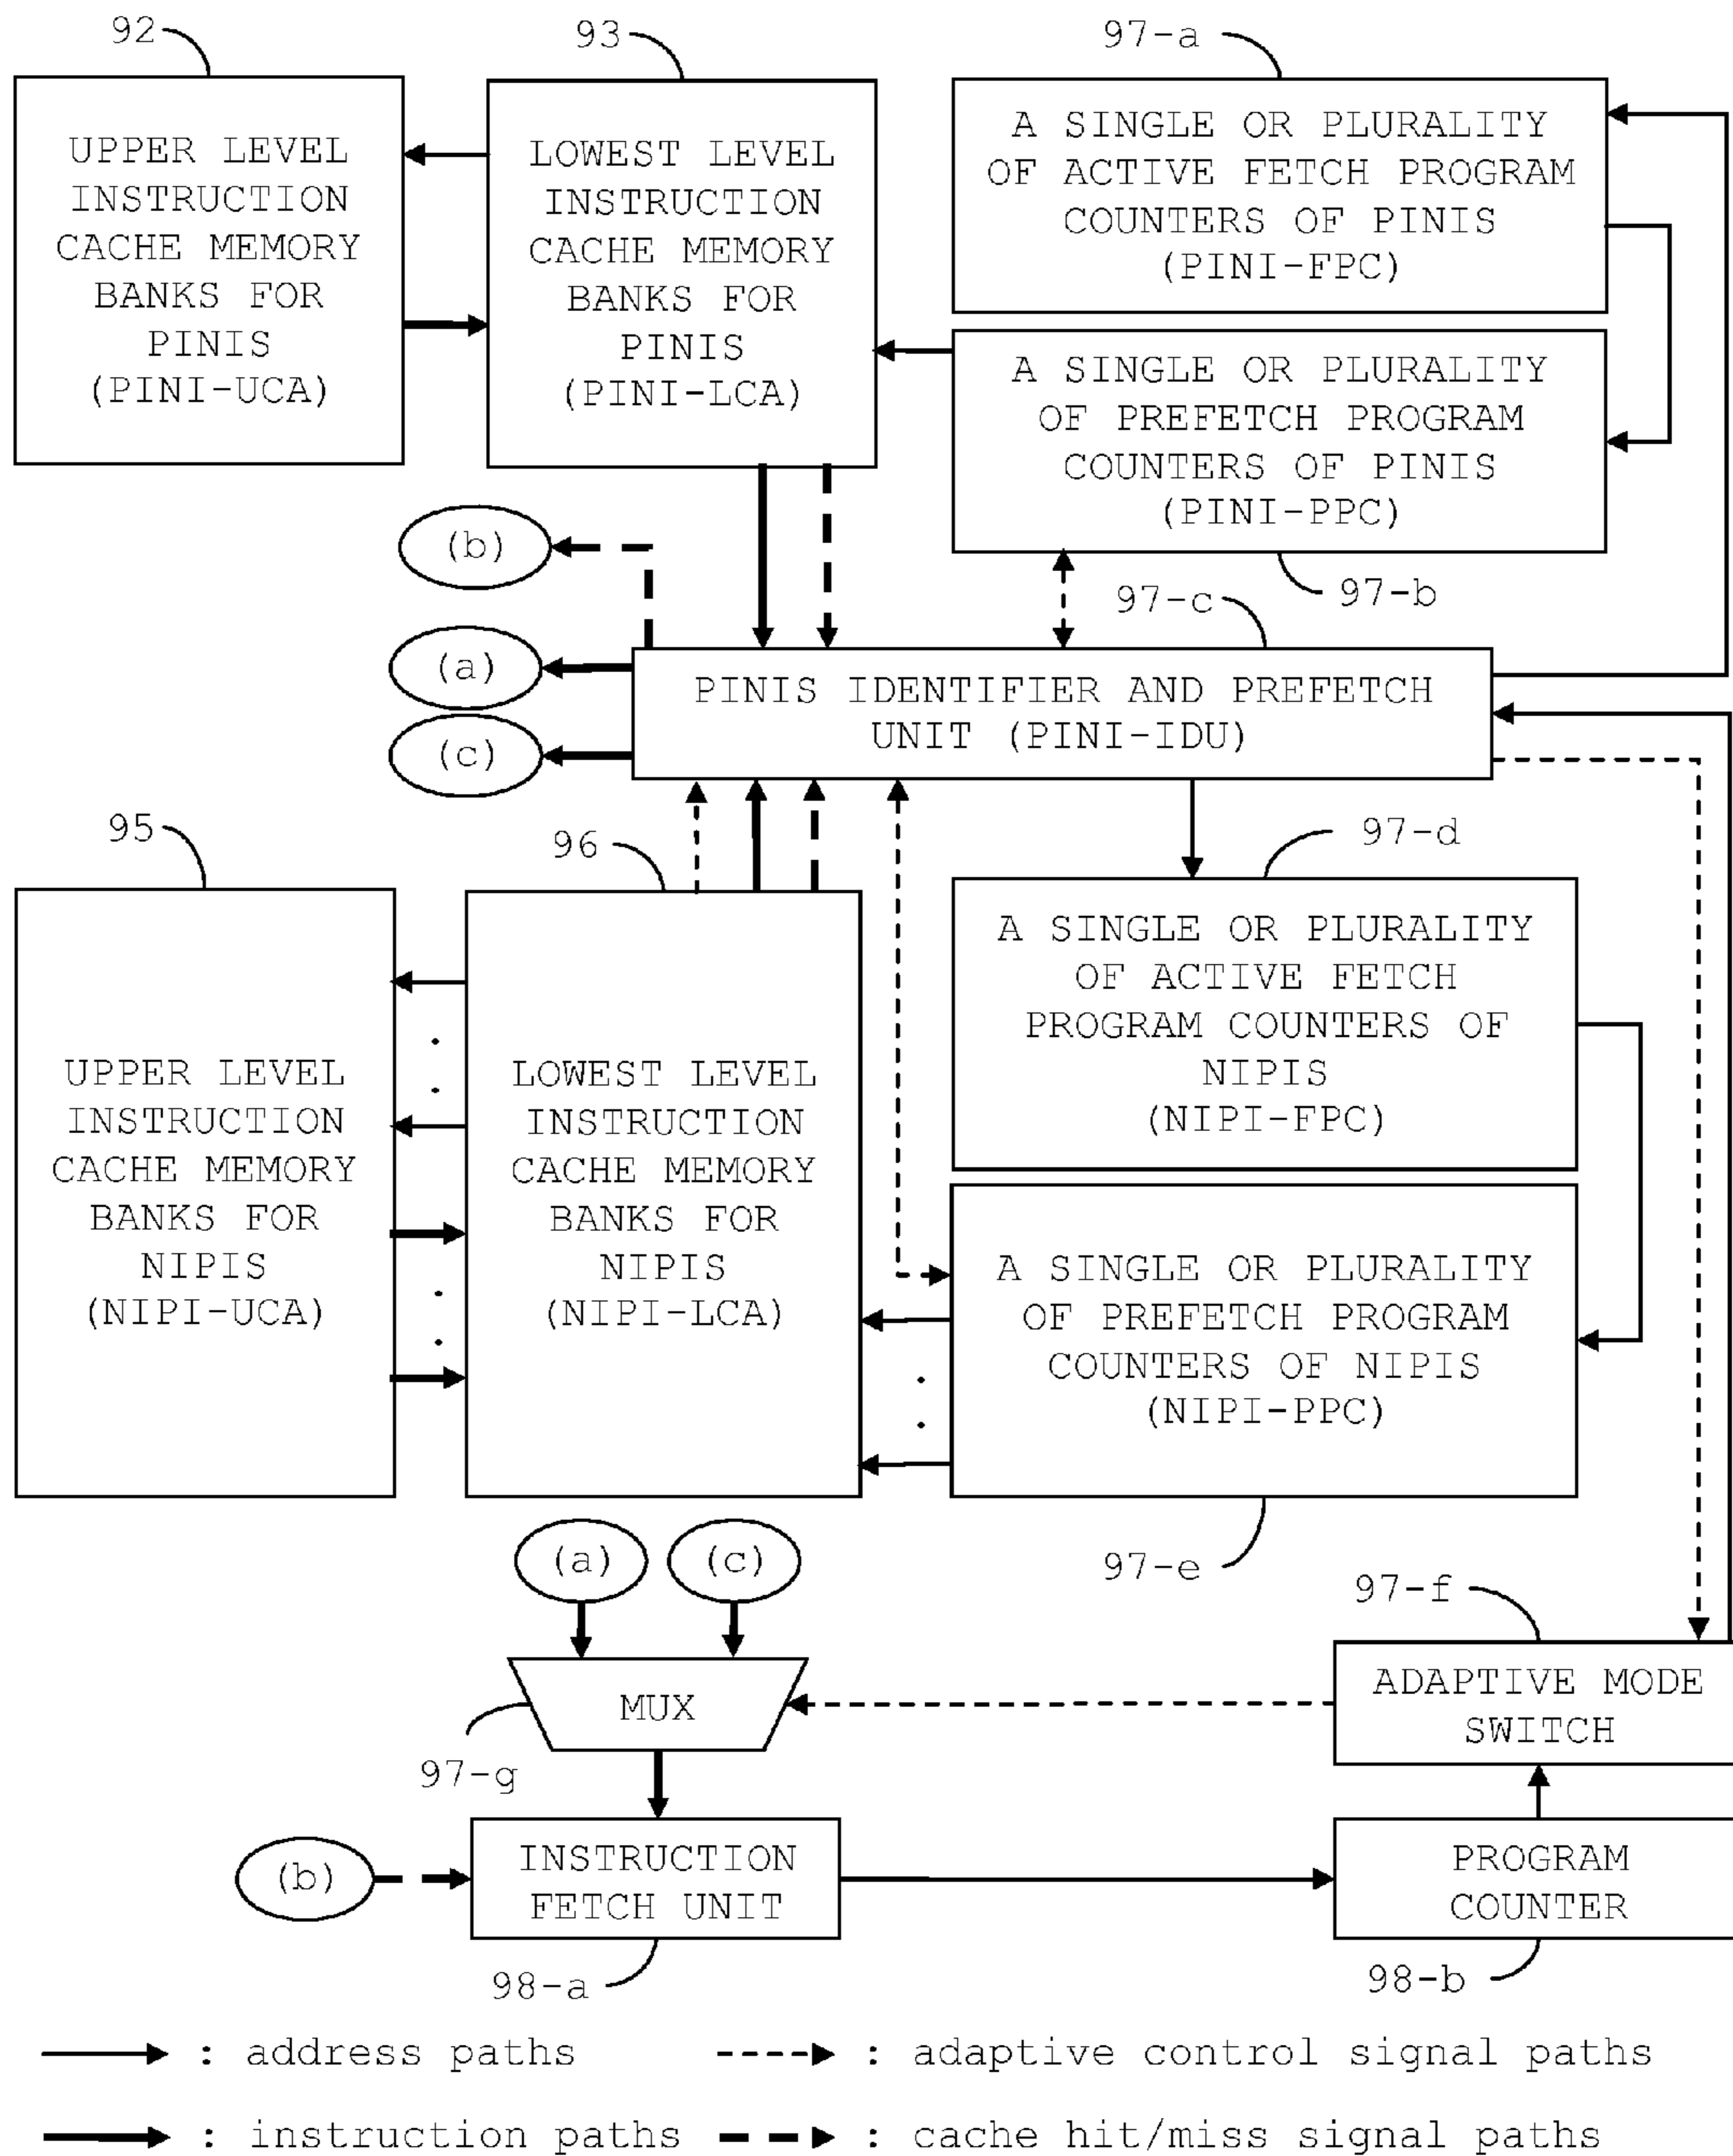 92
93
97-a
UPPER LEVEL
INSTRUCTION
CACHE MEMORY
BANKS FOR
PINIS
(PINI-UCA)
LOWEST LEVEL
INSTRUCTION
CACHE MEMORY
BANKS FOR
PINIS
(PINI-LCA)
A SINGLE OR PLURALITY
OF ACTIVE FETCH PROGRAM
COUNTERS OF PINIS
(PINI-FPC)
A SINGLE OR PLURALITY
OF PREFETCH PROGRAM
COUNTERS OF PINIS
(PINI-PPC)
97-b
97-c
(b)
(a)
(c)
PINIS IDENTIFIER AND PREFETCH
UNIT (PINI-IDU)
95
96
97-d
UPPER LEVEL
INSTRUCTION
CACHE MEMORY
BANKS FOR
NIPIS
(NIPI-UCA)
LOWEST LEVEL
INSTRUCTION
CACHE MEMORY
BANKS FOR
NIPIS
(NIPI-LCA)
A SINGLE OR PLURALITY
OF ACTIVE FETCH
PROGRAM COUNTERS OF
NIPIS
(NIPI-FPC)
A SINGLE OR PLURALITY
OF PREFETCH PROGRAM
COUNTERS OF NIPIS
(NIPI-PPC)
97-e
(a)
(c)
97-f
MUX
97-g
ADAPTIVE MODE
SWITCH
(b)
INSTRUCTION
FETCH UNIT
PROGRAM
COUNTER
98-a
98-b
: address paths
: adaptive control signal paths
: instruction paths
: cache hit/miss signal paths